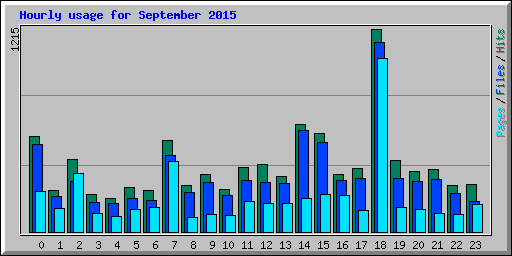 Hourly usage for September 2015
1215
Pages/Files/Hits
0 1 2 3 4 5 6 7 8 9 10 11 12 13 14 15 16 17 18 19 20 21 22 23